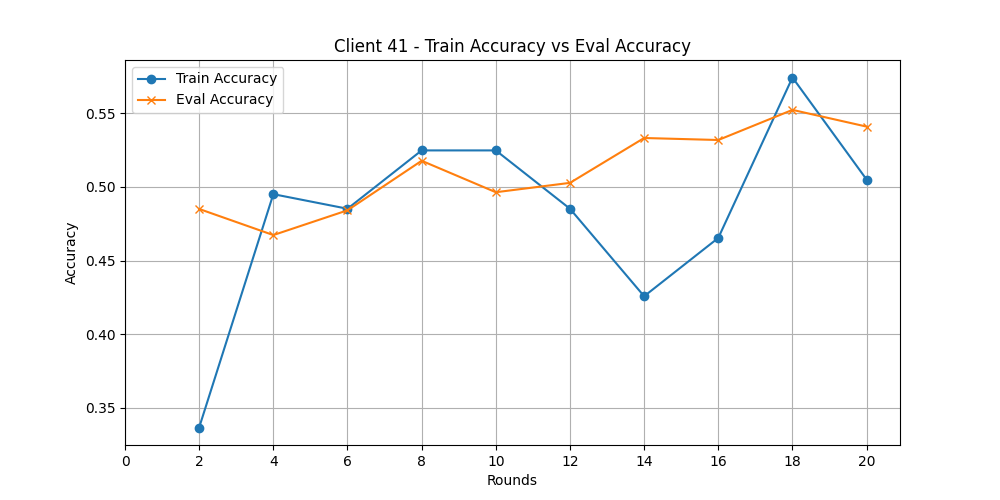 Client 41 - Train Accuracy vs Eval Accuracy
Train Accuracy
Eval Accuracy
0.55
0.50
0.45
0.40
0.35
Accuracy
0 2 4 6 8 10 12 14 16 18 20
Rounds